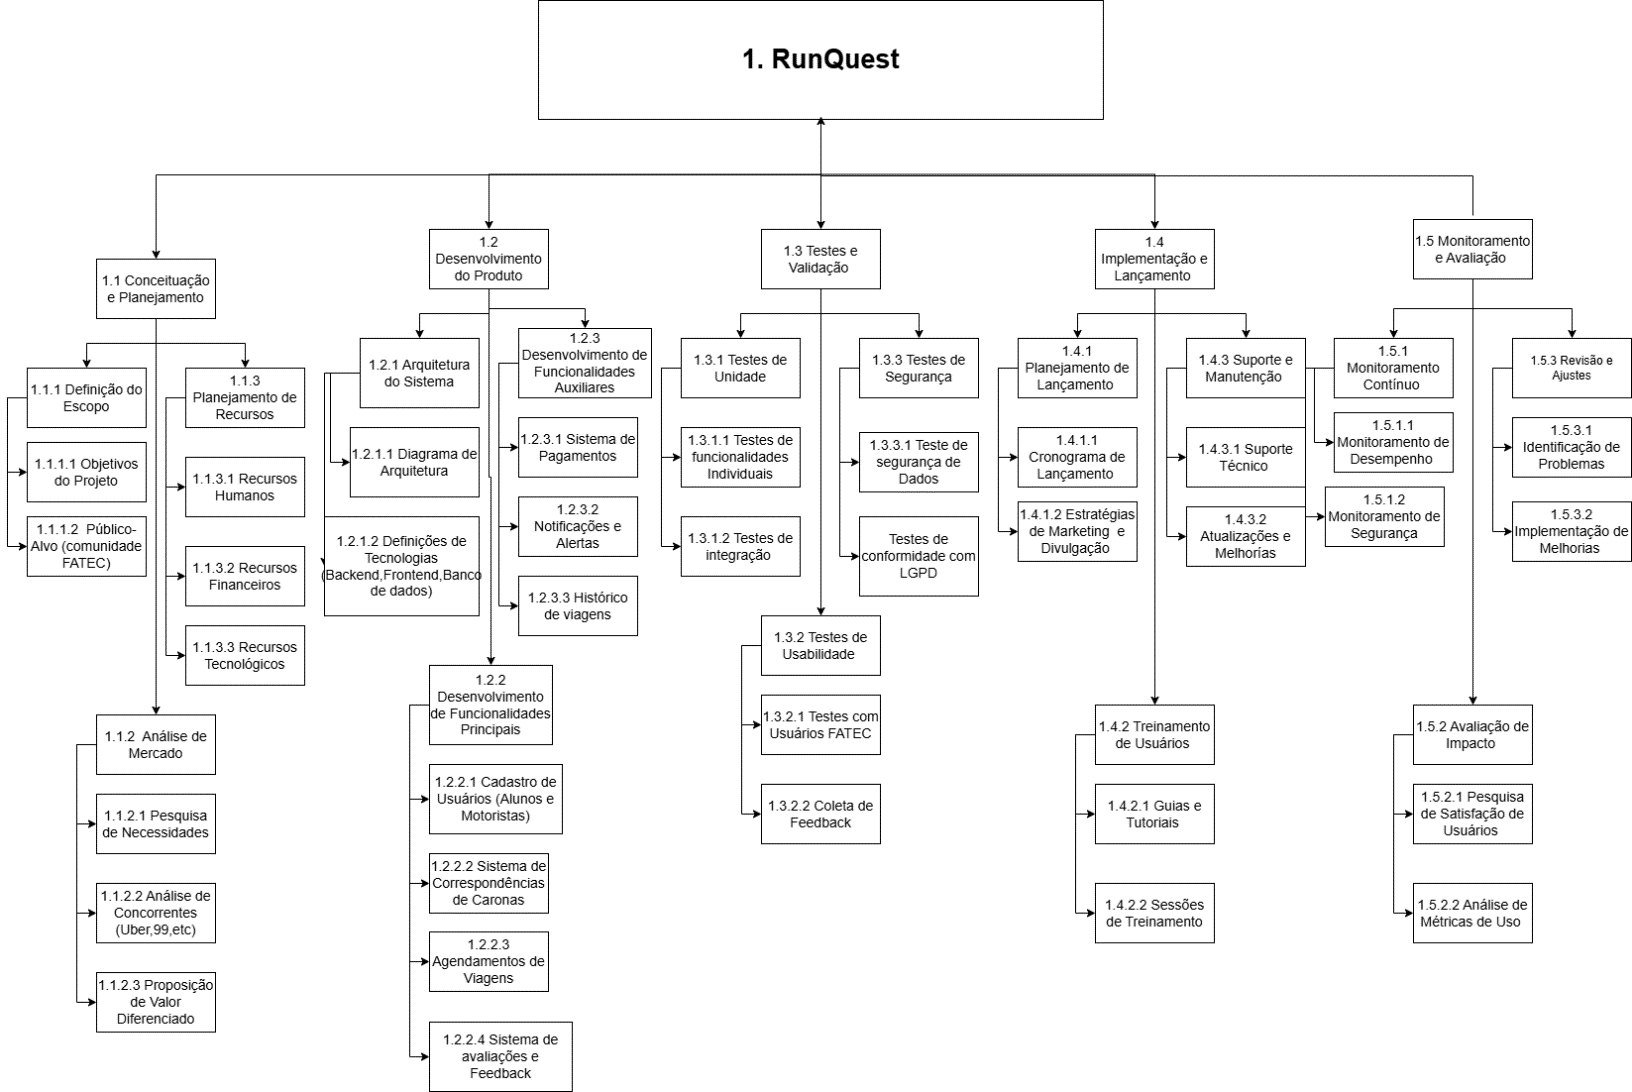 1. RunQuest
1.1 Conceituação
e Planejamento
1.1.1 Definição do
Escopo
1.1.1.1 Objetivos
do Projeto
1.1.1.2  Público-
Alvo (comunidade
FATEC)
1.1.3
Planejamento de
Recursos
1.1.3.1 Recursos
Humanos
1.1.3.2 Recursos
Financeiros
1.1.3.3 Recursos
Tecnológicos
1.1.2  Análise de
Mercado
1.1.2.1 Pesquisa
de Necessidades
1.1.2.2 Análise de
Concorrentes
(Uber,99,etc)
1.1.2.3 Proposição
de Valor
Diferenciado
1.2
Desenvolvimento
do Produto
1.2.1 Arquitetura
do Sistema
1.2.1.1 Diagrama de
Arquitetura
1.2.1.2 Definições de
Tecnologias
(Backend,Frontend,Banco
de dados)
1.2.3
Desenvolvimento de
Funcionalidades
Auxiliares
1.2.3.1 Sistema de
Pagamentos
1.2.3.2
Notificações e
Alertas
1.2.3.3 Histórico
de viagens
1.2.2
Desenvolvimento
de Funcionalidades
Principais
1.2.2.1 Cadastro de
Usuários (Alunos e
Motoristas)
1.2.2.2 Sistema de
Correspondências
de Caronas
1.2.2.3
Agendamentos de
Viagens
1.2.2.4 Sistema de
avaliações e
Feedback
1.3 Testes e
Validação
1.3.1 Testes de
Unidade
1.3.1.1 Testes de
funcionalidades
Individuais
1.3.1.2 Testes de
integração
1.3.3 Testes de
Segurança
1.3.3.1 Teste de
segurança de
Dados
Testes de
conformidade com
LGPD
1.3.2 Testes de
Usabilidade
1.3.2.1 Testes com
Usuários FATEC
1.3.2.2 Coleta de
Feedback
1.4
Implementação e
Lançamento
1.4.1
Planejamento de
Lançamento
1.4.1.1
Cronograma de
Lançamento
1.4.1.2 Estratégias
de Marketing  e
Divulgação
1.4.3 Suporte e
Manutenção
1.4.3.1 Suporte
Técnico
1.4.3.2
Atualizações e
Melhorías
1.4.2 Treinamento
de Usuários
1.4.2.1 Guias e
Tutoriais
1.4.2.2 Sessões
de Treinamento
1.5 Monitoramento
e Avaliação
1.5.1
Monitoramento
Contínuo
1.5.1.1
Monitoramento de
Desempenho
1.5.1.2
Monitoramento de
Segurança
1.5.3 Revisão e
Ajustes
1.5.3.1
Identificação de
Problemas
1.5.3.2
Implementação de
Melhorias
1.5.2 Avaliação de
Impacto
1.5.2.1 Pesquisa
de Satisfação de
Usuários
1.5.2.2 Análise de
Métricas de Uso